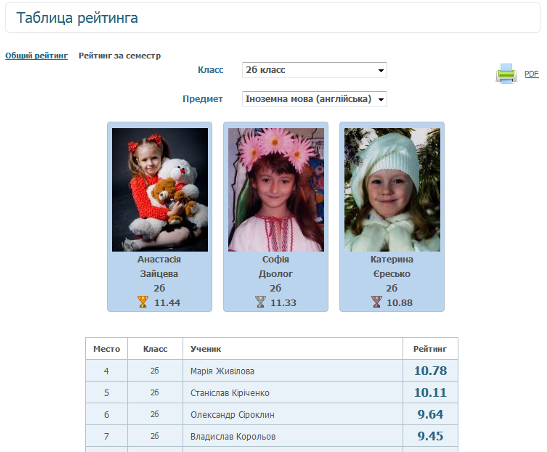 Таблица рейтинга
Общий рейтинг Рейтинг за семестр
Класс 2б класс
PDF
Предмет Іноземна мова (англійська)
Анастасія Зайцева 2б 11.44
Софія Дьолог 2б 11.33
Катерина Єресько 2б 10.88
Место Класс Ученик Рейтинг
4 2б Марія Живілова 10.78
5 2б Станіслав Кіріченко 10.11
6 2б Олександр Сіроклин 9.64
7 2б Владислав Корольов 9.45